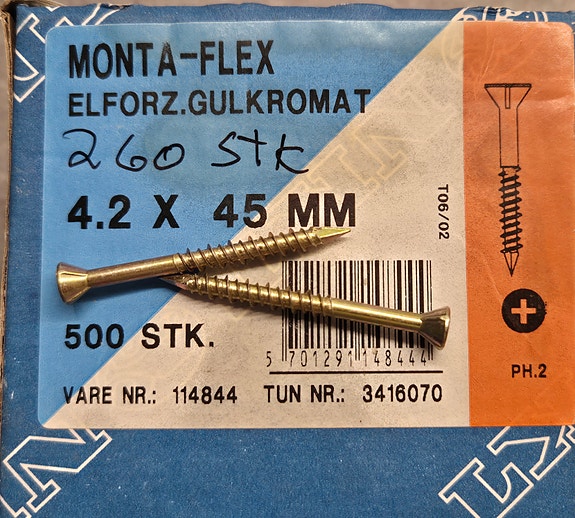 MONTA-FLEX
ELFORZ.GULKROMAT
260 stk
4.2 X 45 MM
T06/02
500 STK.
5 701291 148444
VARE NR.: 114844 TUN NR.: 3416070
PH.2